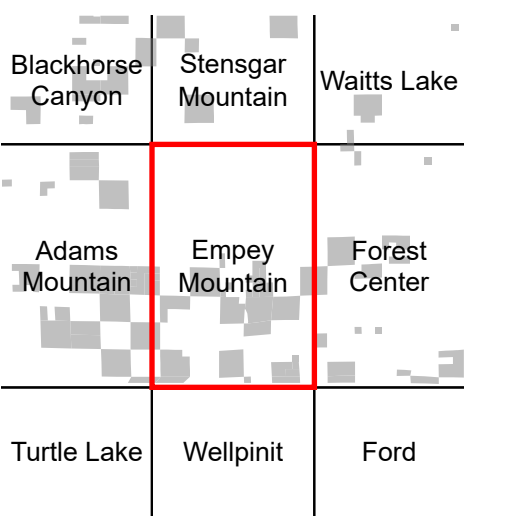 Blackhorse
Canyon
Stensgar
Mountain
Waitts Lake
Adams
Mountain
Empey
Mountain
Forest
Center
Turtle Lake
Wellpinit
Ford